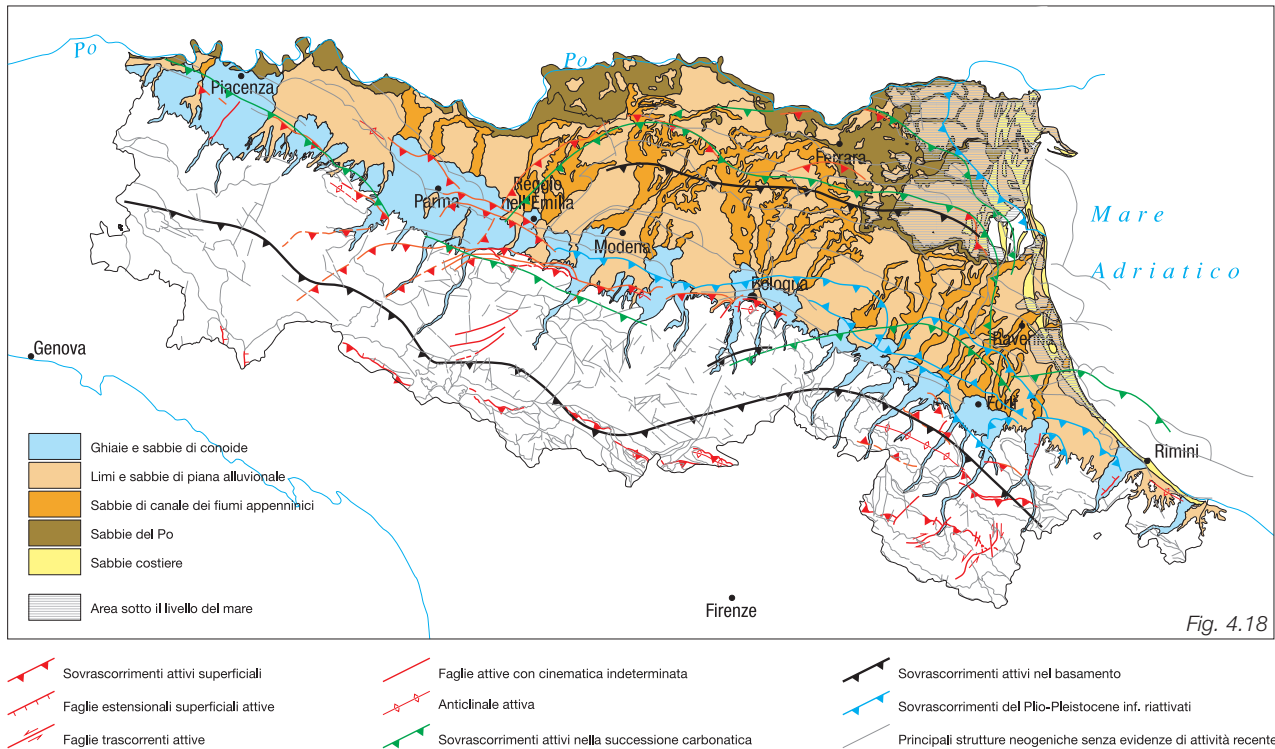 Po
Po
Piacenza
Ferrara
Parma
Reggio
nell'Emilia
Modena
Mare
Adriatico
Bologna
Ravenna
Genova
Forlì
Rimini
Firenze
Ghiaie e sabbie di conoide
Limi e sabbie di piana alluvionale
Sabbie di canale dei fiumi appenninici
Sabbie del Po
Sabbie costiere
Area sotto il livello del mare
Fig. 4.18
Sovrascorrimenti attivi superficiali
Faglie estensionali superficiali attive
Faglie trascorrenti attive
Faglie attive con cinematica indeterminata
Anticlinale attiva
Sovrascorrimenti attivi nella successione carbonatica
Sovrascorrimenti attivi nel basamento
Sovrascorrimenti del Plio-Pleistocene inf. riattivati
Principali strutture neogeniche senza evidenze di attività recente